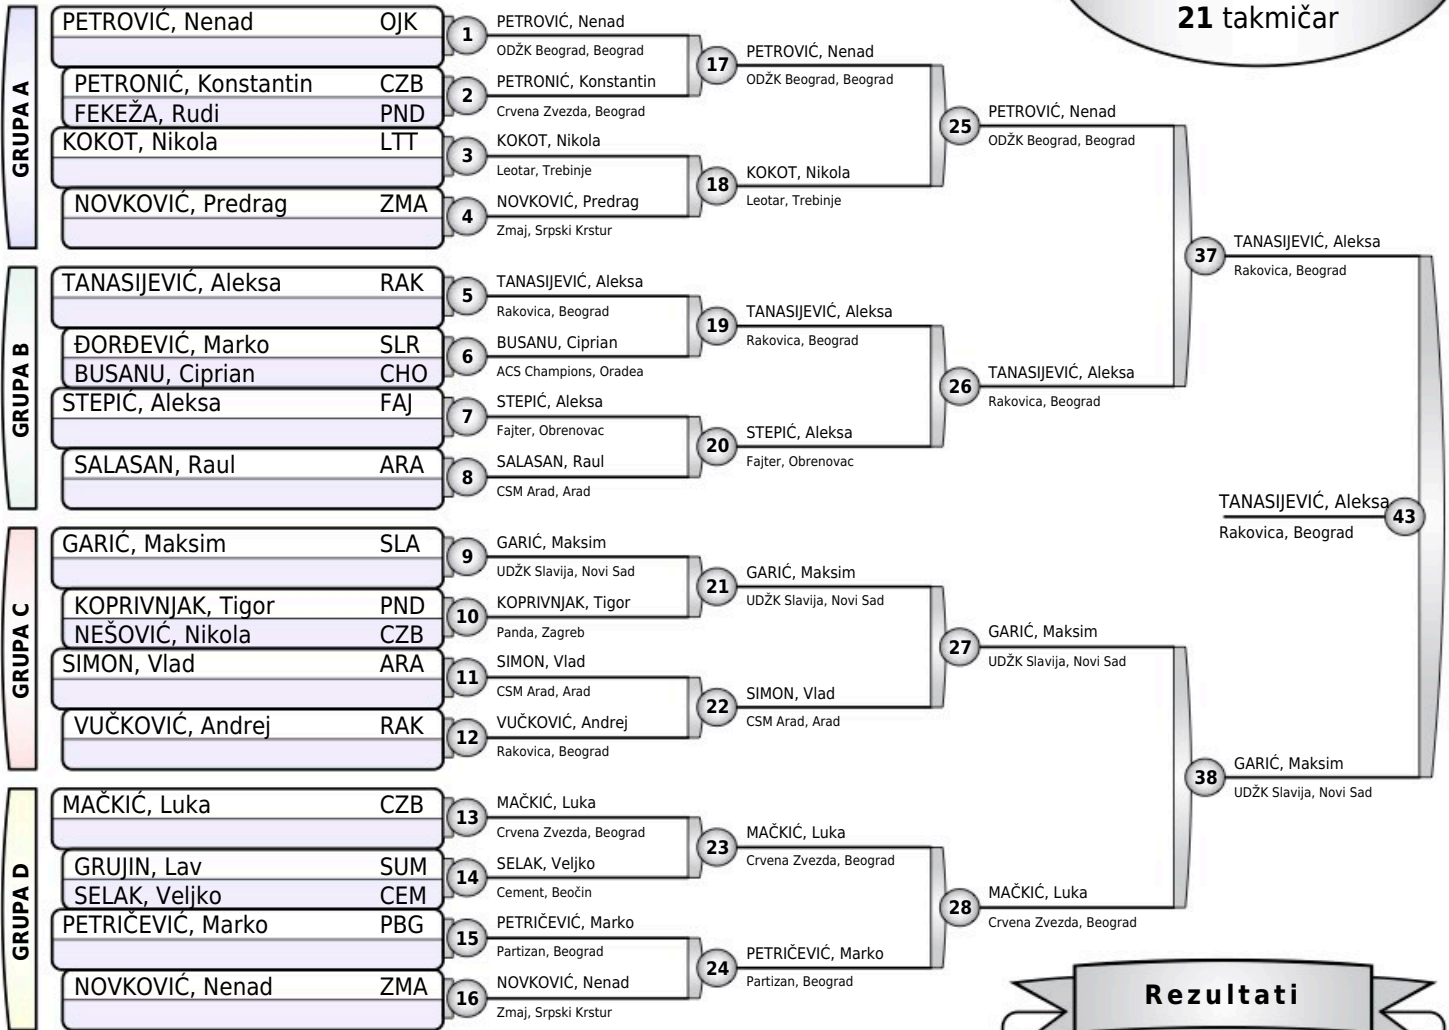 21 takmičar
GRUPA A
PETROVIĆ, Nenad OJK
PETRONIĆ, Konstantin CZB
FEKEŽA, Rudi PND
KOKOT, Nikola LTT
NOVKOVIĆ, Predrag ZMA
GRUPA B
TANASIJEVIĆ, Aleksa RAK
ĐORĐEVIĆ, Marko SLR
BUSANU, Ciprian CHO
STEPIĆ, Aleksa FAJ
SALASAN, Raul ARA
GRUPA C
GARIĆ, Maksim SLA
KOPRIVNJAK, Tigor PND
NEŠOVIĆ, Nikola CZB
SIMON, Vlad ARA
VUČKOVIĆ, Andrej RAK
GRUPA D
MAČKIĆ, Luka CZB
GRUJIN, Lav SUM
SELAK, Veljko CEM
PETRIČEVIĆ, Marko PBG
NOVKOVIĆ, Nenad ZMA
1
PETROVIĆ, Nenad
ODŽK Beograd, Beograd
2
PETRONIĆ, Konstantin
Crvena Zvezda, Beograd
3
KOKOT, Nikola
Leotar, Trebinje
4
NOVKOVIĆ, Predrag
Zmaj, Srpski Krstur
5
TANASIJEVIĆ, Aleksa
Rakovica, Beograd
6
BUSANU, Ciprian
ACS Champions, Oradea
7
STEPIĆ, Aleksa
Fajter, Obrenovac
8
SALASAN, Raul
CSM Arad, Arad
9
GARIĆ, Maksim
UDŽK Slavija, Novi Sad
10
KOPRIVNJAK, Tigor
Panda, Zagreb
11
SIMON, Vlad
CSM Arad, Arad
12
VUČKOVIĆ, Andrej
Rakovica, Beograd
13
MAČKIĆ, Luka
Crvena Zvezda, Beograd
14
SELAK, Veljko
Cement, Beočin
15
PETRIČEVIĆ, Marko
Partizan, Beograd
16
NOVKOVIĆ, Nenad
Zmaj, Srpski Krstur
17
PETROVIĆ, Nenad
ODŽK Beograd, Beograd
18
KOKOT, Nikola
Leotar, Trebinje
19
TANASIJEVIĆ, Aleksa
Rakovica, Beograd
20
STEPIĆ, Aleksa
Fajter, Obrenovac
21
GARIĆ, Maksim
UDŽK Slavija, Novi Sad
22
SIMON, Vlad
CSM Arad, Arad
23
MAČKIĆ, Luka
Crvena Zvezda, Beograd
24
PETRIČEVIĆ, Marko
Partizan, Beograd
25
PETROVIĆ, Nenad
ODŽK Beograd, Beograd
26
TANASIJEVIĆ, Aleksa
Rakovica, Beograd
27
GARIĆ, Maksim
UDŽK Slavija, Novi Sad
28
MAČKIĆ, Luka
Crvena Zvezda, Beograd
37
TANASIJEVIĆ, Aleksa
Rakovica, Beograd
38
GARIĆ, Maksim
UDŽK Slavija, Novi Sad
TANASIJEVIĆ, Aleksa
43
Rakovica, Beograd
Rezultati